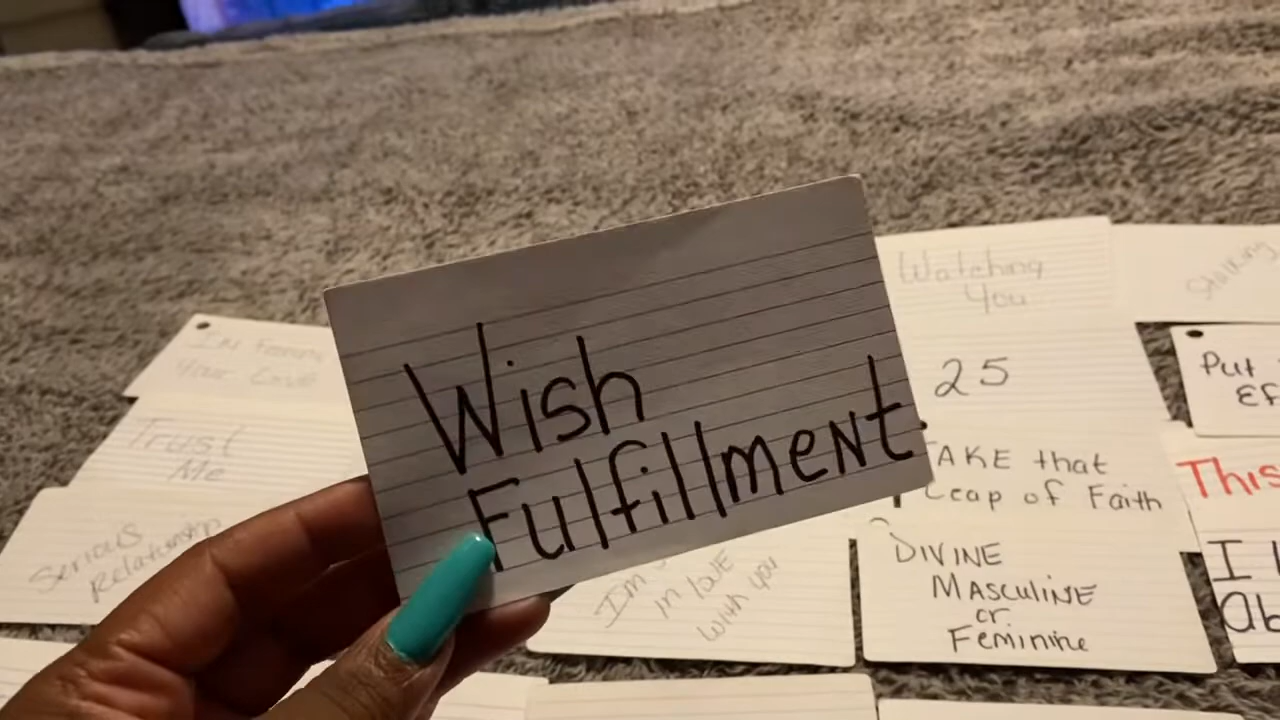 Wish
Fulfillment
Watching
You
Stalking
25
Put
TAKE that
Leap of Faith
This
DIVINE
MASCULINE
or
Feminine
I
Trust
Me
Serious
Relationship
in love
with you